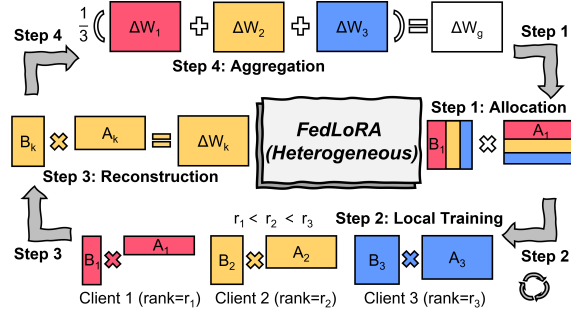 Step 4
1/3 ( ΔW₁ + ΔW₂ + ΔW₃ ) = ΔWg
Step 1
Step 4: Aggregation
Step 1: Allocation
FedLoRA
(Heterogeneous)
Bₖ × Aₖ = ΔWₖ
B₁ × A₁
Step 3: Reconstruction
r₁ < r₂ < r₃
Step 2: Local Training
Step 3
Step 2
B₁ × A₁
B₂ × A₂
B₃ × A₃
Client 1 (rank=r₁)
Client 2 (rank=r₂)
Client 3 (rank=r₃)